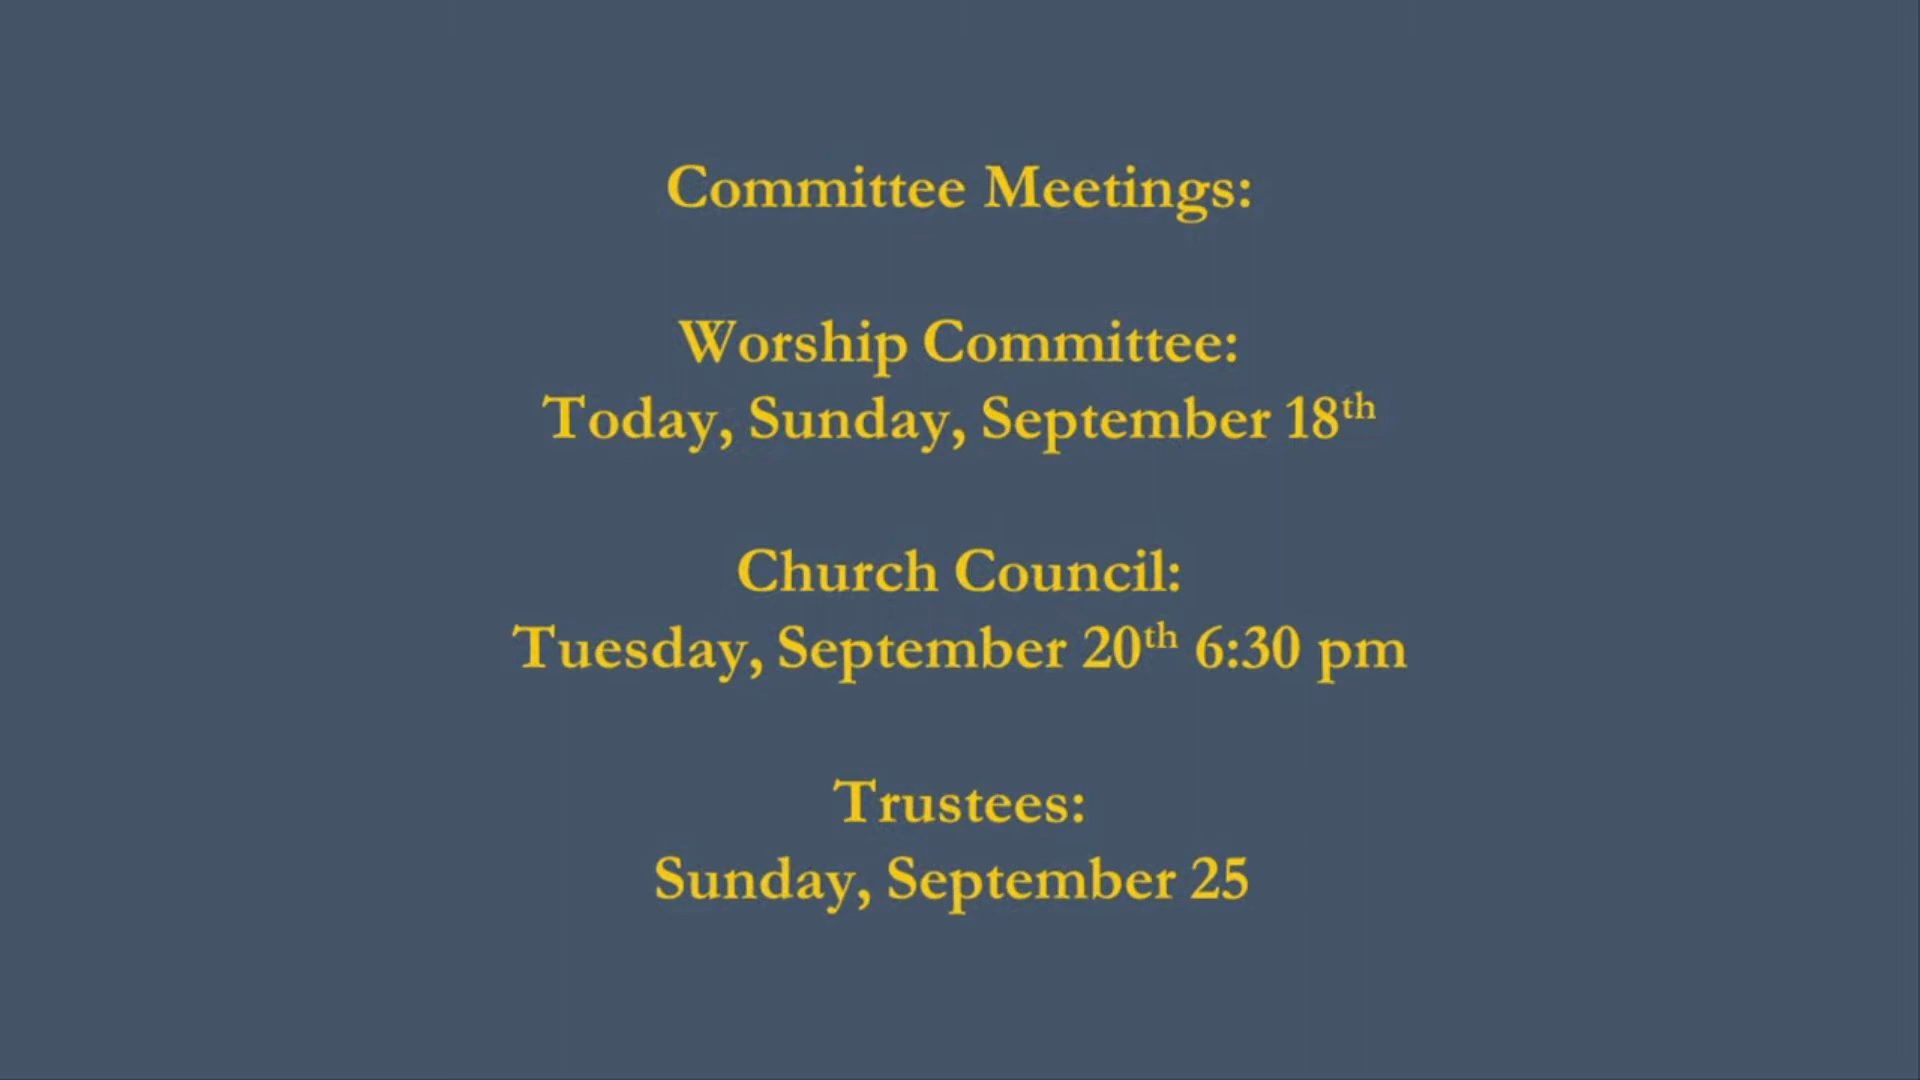 Committee Meetings:
Worship Committee:
Today, Sunday, September 18th
Church Council:
Tuesday, September 20th 6:30 pm
Trustees:
Sunday, September 25